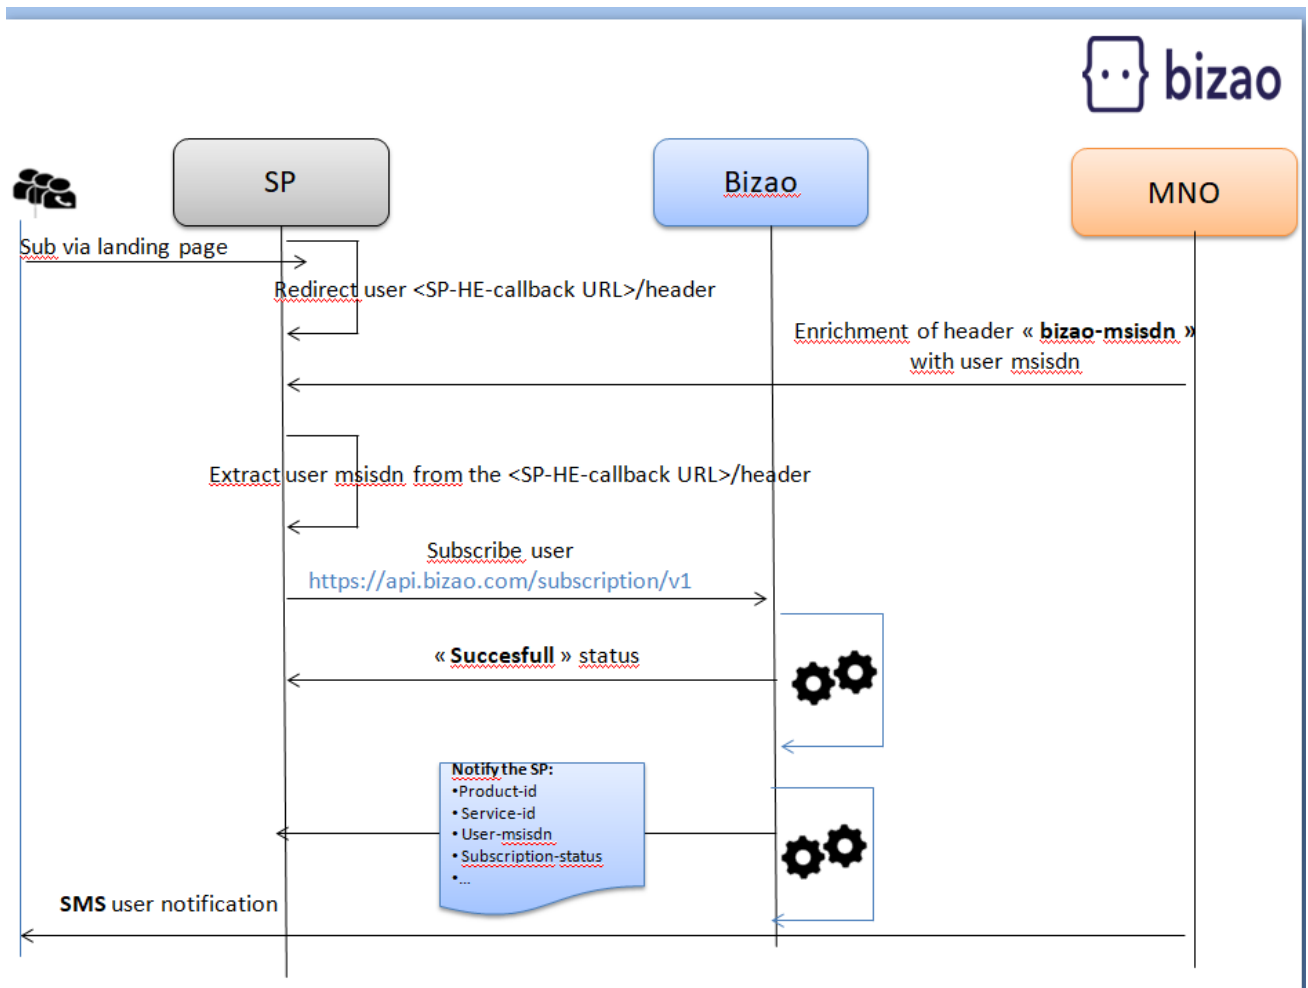 bizao
SP
Bizao
MNO
Sub via landing page
Redirect user <SP-HE-callback URL>/header
Enrichment of header « bizao-msisdn »
with user msisdn
Extract user msisdn from the <SP-HE-callback URL>/header
Subscribe user
https://api.bizao.com/subscription/v1
« Succesfull » status
Notify the SP:
•Product-id
• Service-id
• User-msisdn
• Subscription-status
•...
SMS user notification